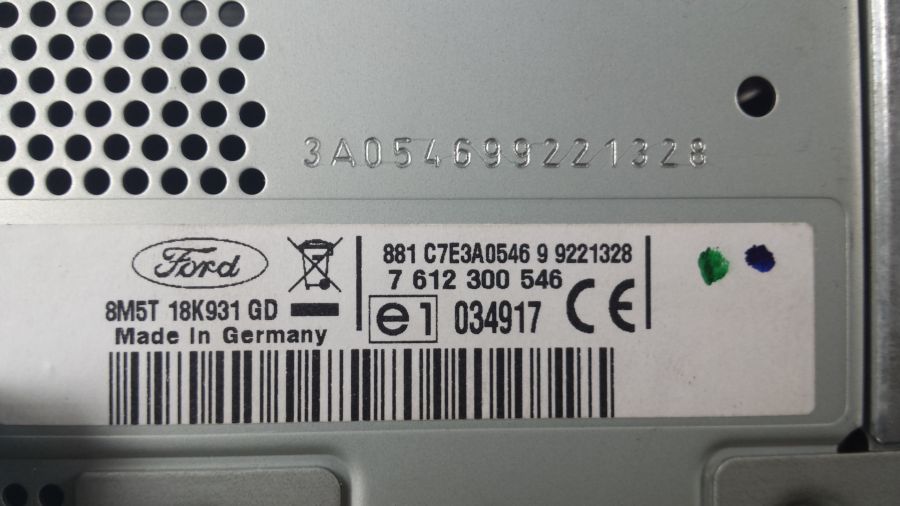 3A054699221328
Ford
8M5T 18K931 GD
Made In Germany
881 C7E3A0546 9 9221328
7 612 300 546
e1 034917 CE